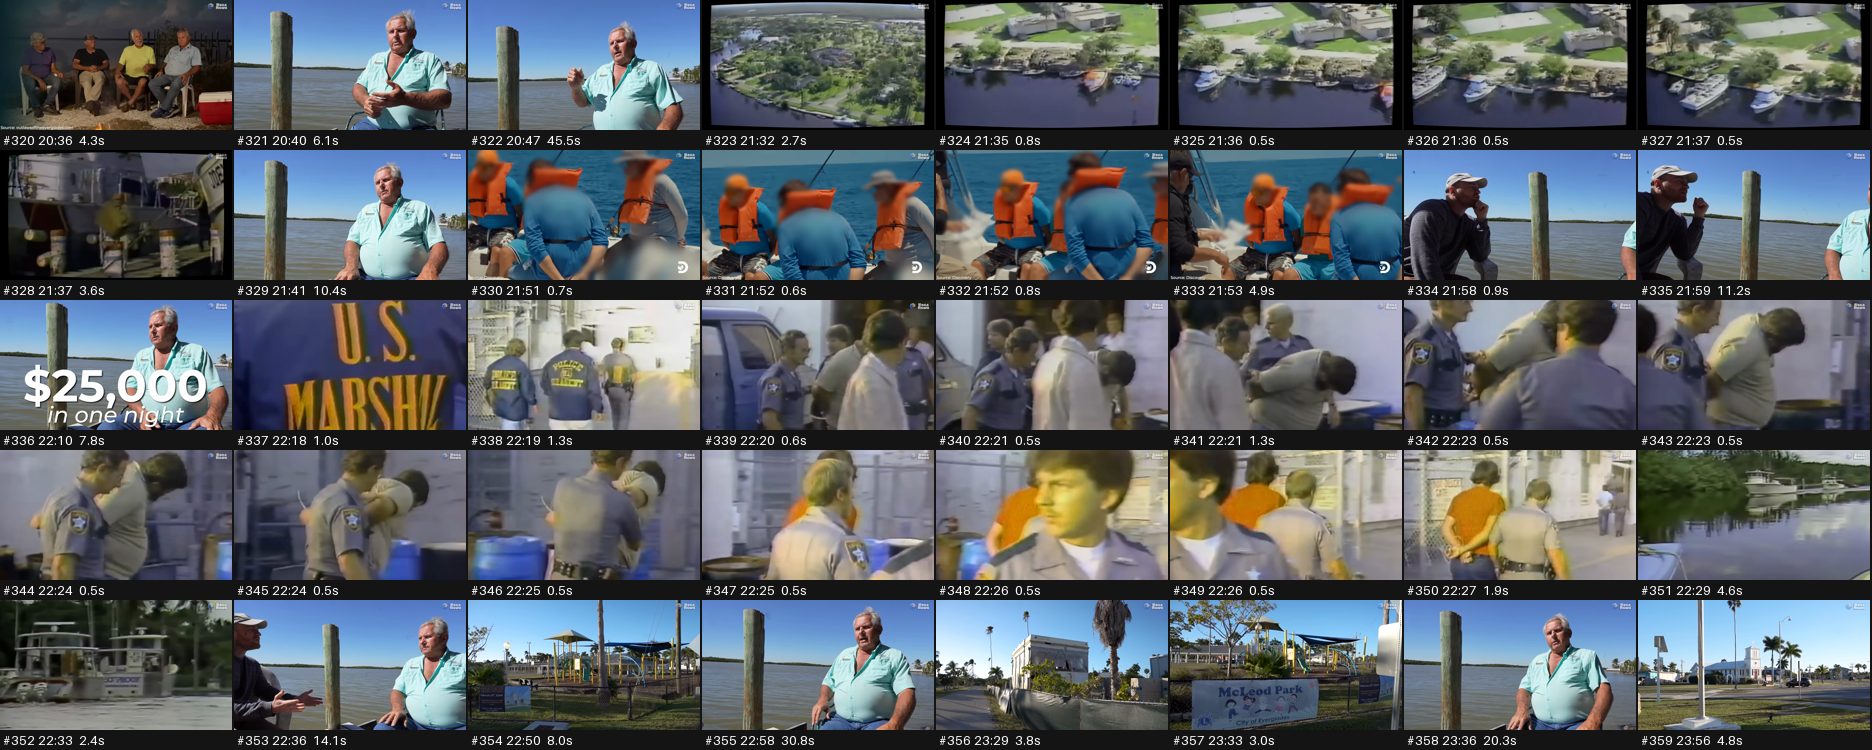 #320 20:36 4.3s
#321 20:40 6.1s
#322 20:47 45.5s
#323 21:32 2.7s
#324 21:35 0.8s
#325 21:36 0.5s
#326 21:36 0.5s
#327 21:37 0.5s
#328 21:37 3.6s
#329 21:41 10.4s
#330 21:51 0.7s
#331 21:52 0.6s
#332 21:52 0.8s
#333 21:53 4.9s
#334 21:58 0.9s
#335 21:59 11.2s
$25,000
in one night
U. S.
MARSHAL
POLICE
#336 22:10 7.8s
#337 22:18 1.0s
#338 22:19 1.3s
#339 22:20 0.6s
#340 22:21 0.5s
#341 22:21 1.3s
#342 22:23 0.5s
#343 22:23 0.5s
#344 22:24 0.5s
#345 22:24 0.5s
#346 22:25 0.5s
#347 22:25 0.5s
#348 22:26 0.5s
#349 22:26 0.5s
#350 22:27 1.9s
#351 22:29 4.6s
McLeod Park
City of Everglades
#352 22:33 2.4s
#353 22:36 14.1s
#354 22:50 8.0s
#355 22:58 30.8s
#356 23:29 3.8s
#357 23:33 3.0s
#358 23:36 20.3s
#359 23:56 4.8s